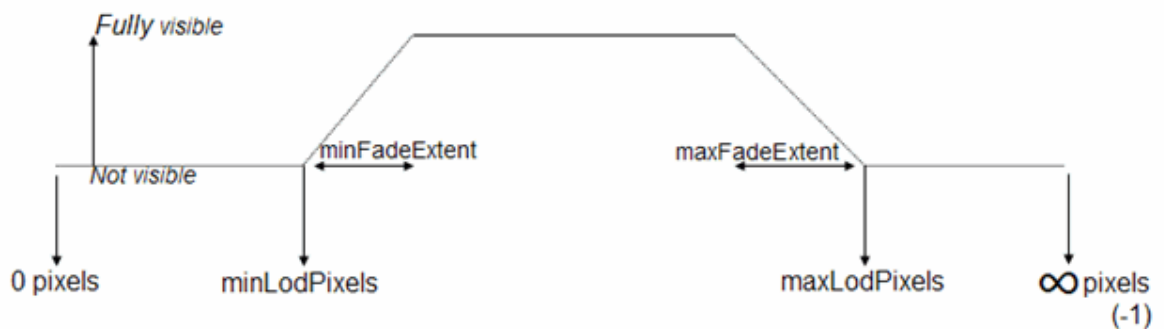 Fully visible
minFadeExtent
maxFadeExtent
Not visible
0 pixels
minLodPixels
maxLodPixels
∞ pixels
(-1)